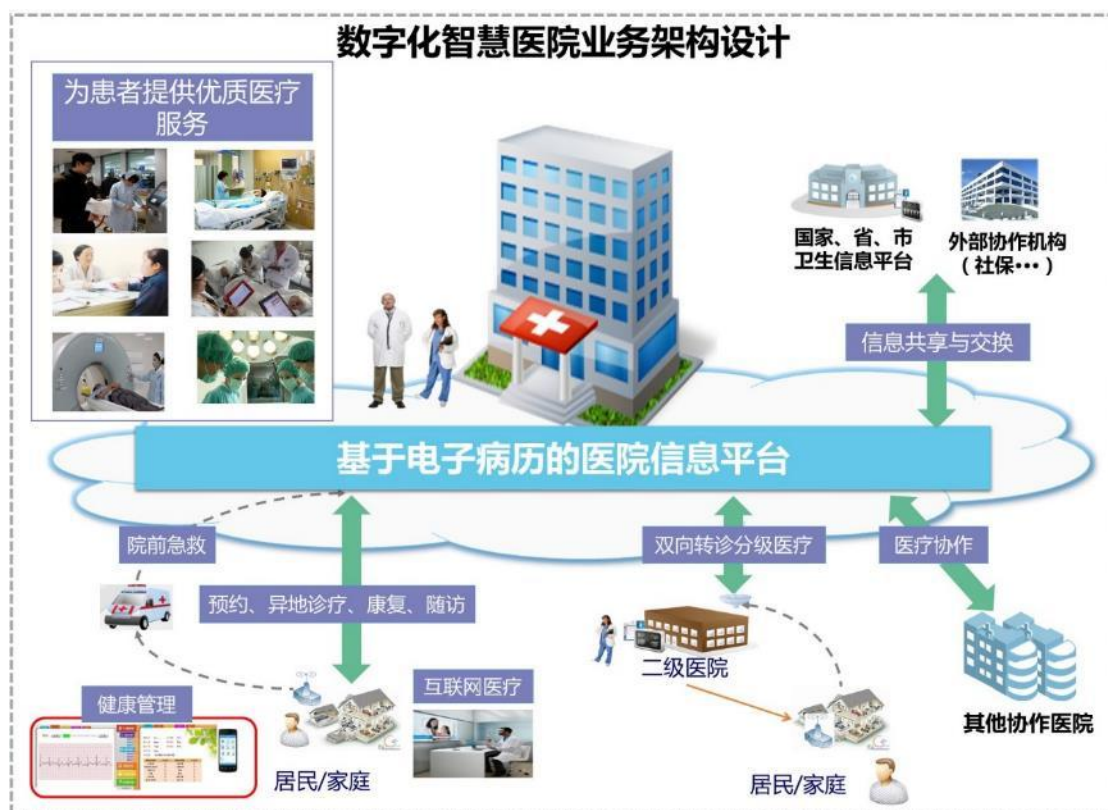 数字化智慧医院业务架构设计
为患者提供优质医疗
服务
国家、省、市
卫生信息平台
外部协作机构
（社保•••）
信息共享与交换
基于电子病历的医院信息平台
院前急救
双向转诊分级医疗
医疗协作
预约、异地诊疗、康复、随访
二级医院
健康管理
互联网医疗
其他协作医院
居民/家庭
居民/家庭